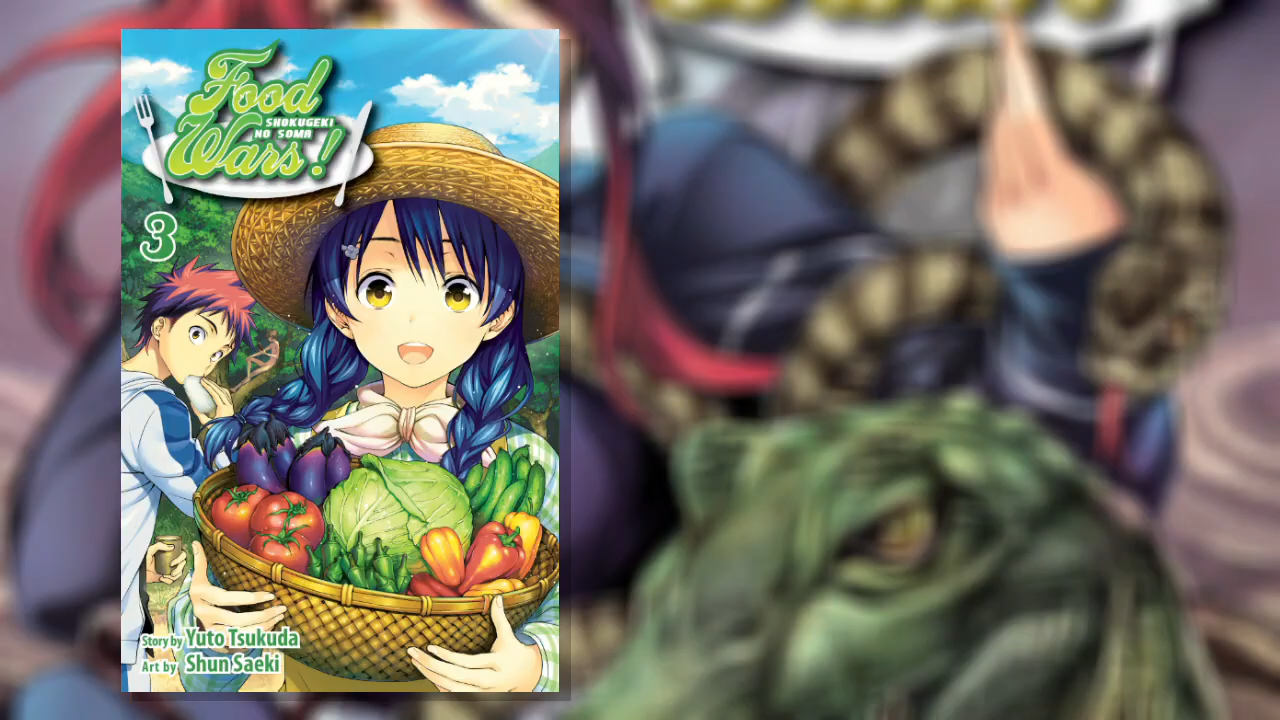 Food
SHOKUGEKI
NO SOMA
Wars!
3
Story by Yuto Tsukuda
Art by Shun Saeki